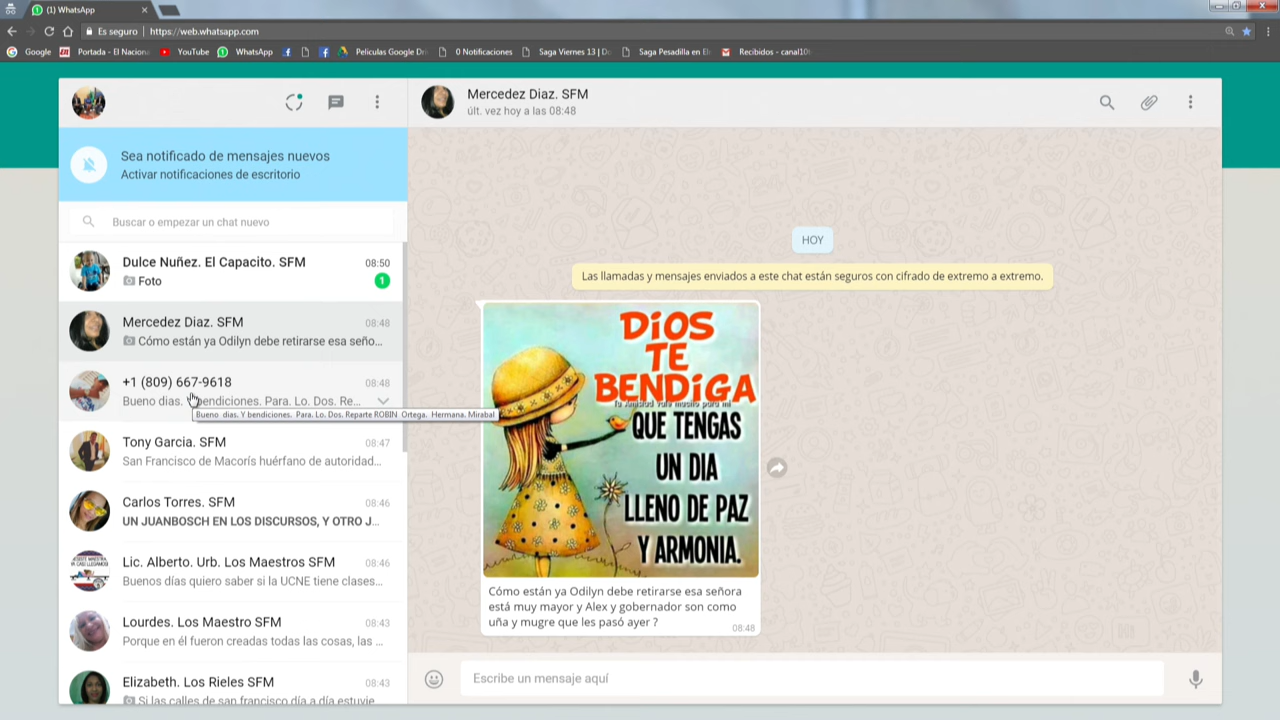 (1) WhatsApp
Es seguro | https://web.whatsapp.com
Google
Portada - El Nacion
YouTube
WhatsApp
Películas Google Dri
0 Notificaciones
Saga Viernes 13 | D
Saga Pesadilla en El
Recibidos - canal10
Sea notificado de mensajes nuevos
Activar notificaciones de escritorio
Buscar o empezar un chat nuevo
Dulce Nuñez. El Capacito. SFM
08:50
Foto
1
Mercedez Diaz. SFM
08:48
Cómo están ya Odilyn debe retirarse esa seño...
+1 (809) 667-9618
08:48
Bueno dias. Y bendiciones. Para. Lo. Dos. Re...
Bueno dias. Y bendiciones. Para. Lo. Dos. Reparte ROBIN Ortega. Hermana. Mirabal
Tony Garcia. SFM
08:47
San Francisco de Macorís huérfano de autoridad...
Carlos Torres. SFM
08:46
UN JUANBOSCH EN LOS DISCURSOS, Y OTRO J...
Lic. Alberto. Urb. Los Maestros SFM
08:46
Buenos días quiero saber si la UCNE tiene clases...
Lourdes. Los Maestro SFM
08:43
Porque en él fueron creadas todas las cosas, las ...
Elizabeth. Los Rieles SFM
08:43
Si las calles de san francisco día a día estuvie
Mercedez Diaz. SFM
últ. vez hoy a las 08:48
HOY
Las llamadas y mensajes enviados a este chat están seguros con cifrado de extremo a extremo.
DiOS
TE
BENDiGA
Tu Amistad vale mucho para mi
QUE TENGAS
UN DIA
LLENO DE PAZ
Y ARMONIA.
Cómo están ya Odilyn debe retirarse esa señora
está muy mayor y Alex y gobernador son como
uña y mugre que les pasó ayer ?
08:48
Escribe un mensaje aquí